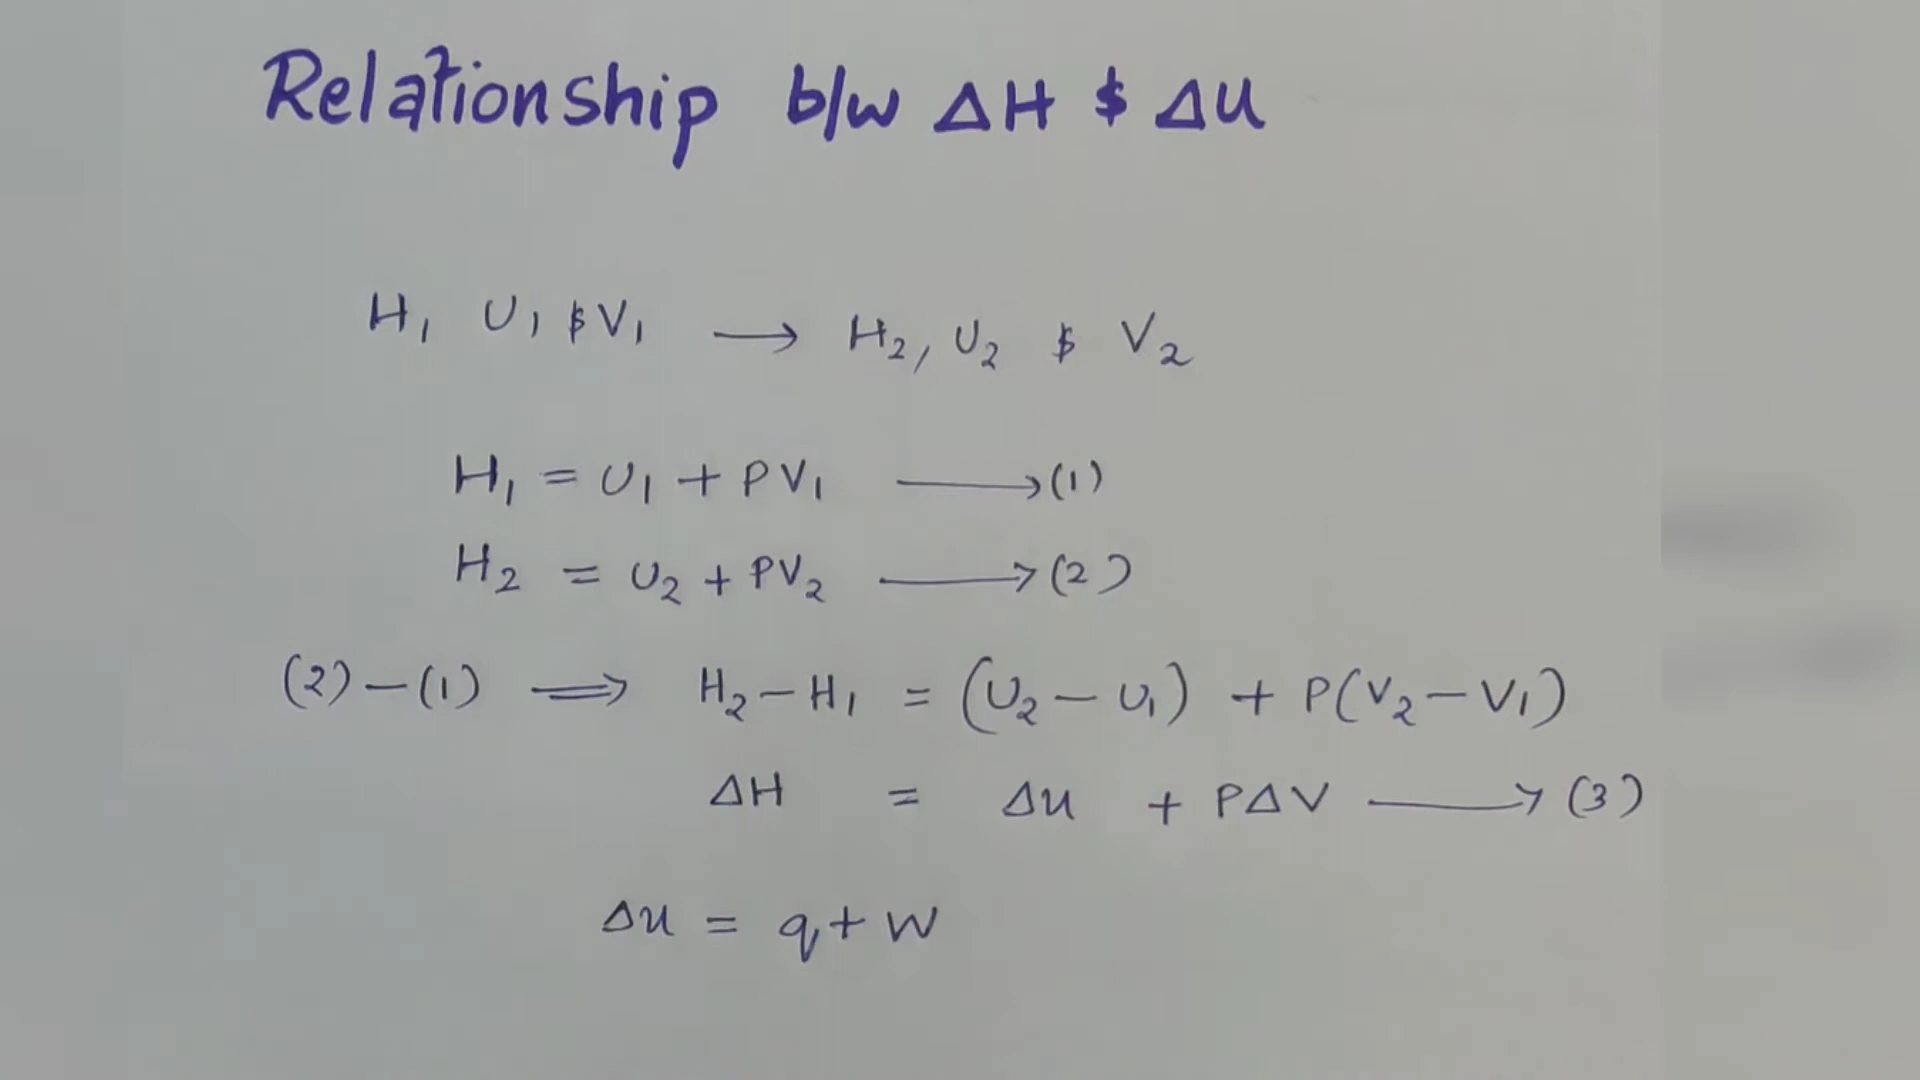 Relationship b/w ΔH & ΔU
H₁ U₁ & V₁ ⟶ H₂, U₂ & V₂
H₁ = U₁ + PV₁ ⟶ (1)
H₂ = U₂ + PV₂ ⟶ (2)
(2) – (1) ⟹ H₂ – H₁ = (U₂ – U₁) + P(V₂ – V₁)
ΔH = ΔU + PΔV ⟶ (3)
ΔU = q + W